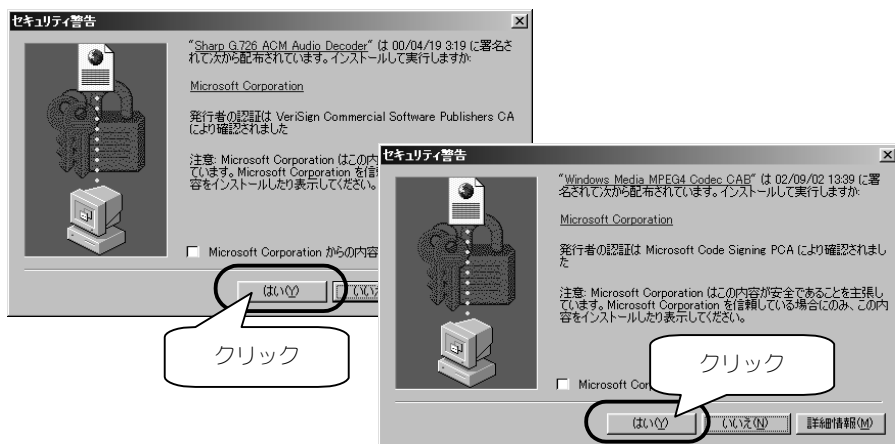 セキュリティ警告
"Sharp G.726 ACM Audio Decoder" は 00/04/19 3:19 に署名さ
れて次から配布されています。インストールして実行しますか:
Microsoft Corporation
発行者の認証は VeriSign Commercial Software Publishers CA
により確認されました
注意: Microsoft Corporation はこの内
ています。Microsoft Corporation を信
容をインストールしたり表示してください。
Microsoft Corporation からの内容
はい(Y)
いいえ
クリック
セキュリティ警告
"Windows Media MPEG4 Codec CAB" は 02/09/02 13:39 に署
名されて次から配布されています。インストールして実行しますか:
Microsoft Corporation
発行者の認証は Microsoft Code Signing PCA により確認されまし
た
注意: Microsoft Corporation はこの内容が安全であることを主張し
ています。Microsoft Corporation を信頼している場合にのみ、この内
容をインストールしたり表示してください。
Microsoft Cor
クリック
はい(Y)
いいえ(N)
詳細情報(M)